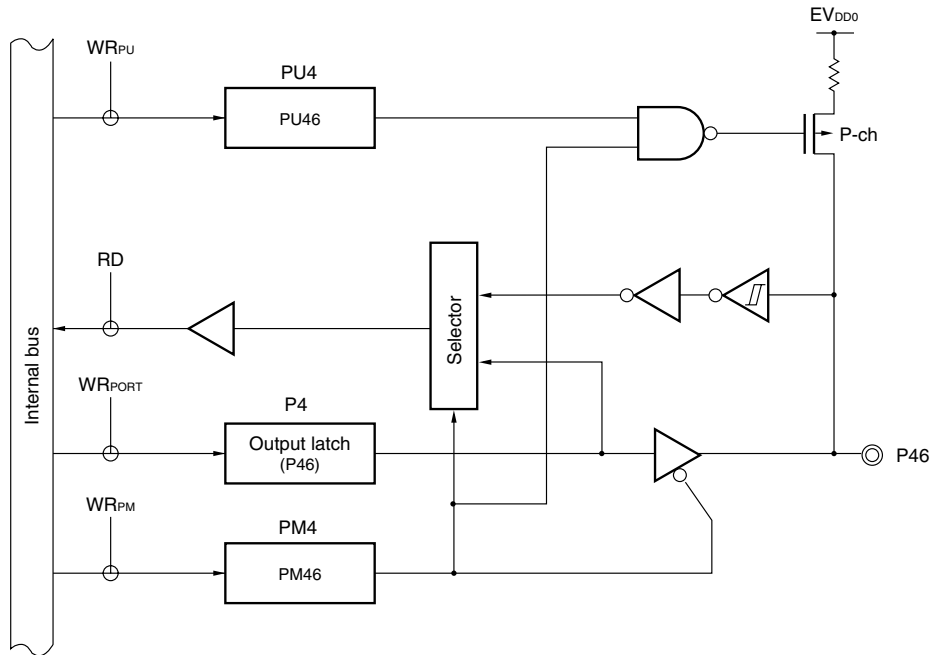 EVDD0
WRPU
PU4
PU46
P-ch
RD
Selector
Internal bus
WRPORT
P4
Output latch
(P46)
P46
WRPM
PM4
PM46